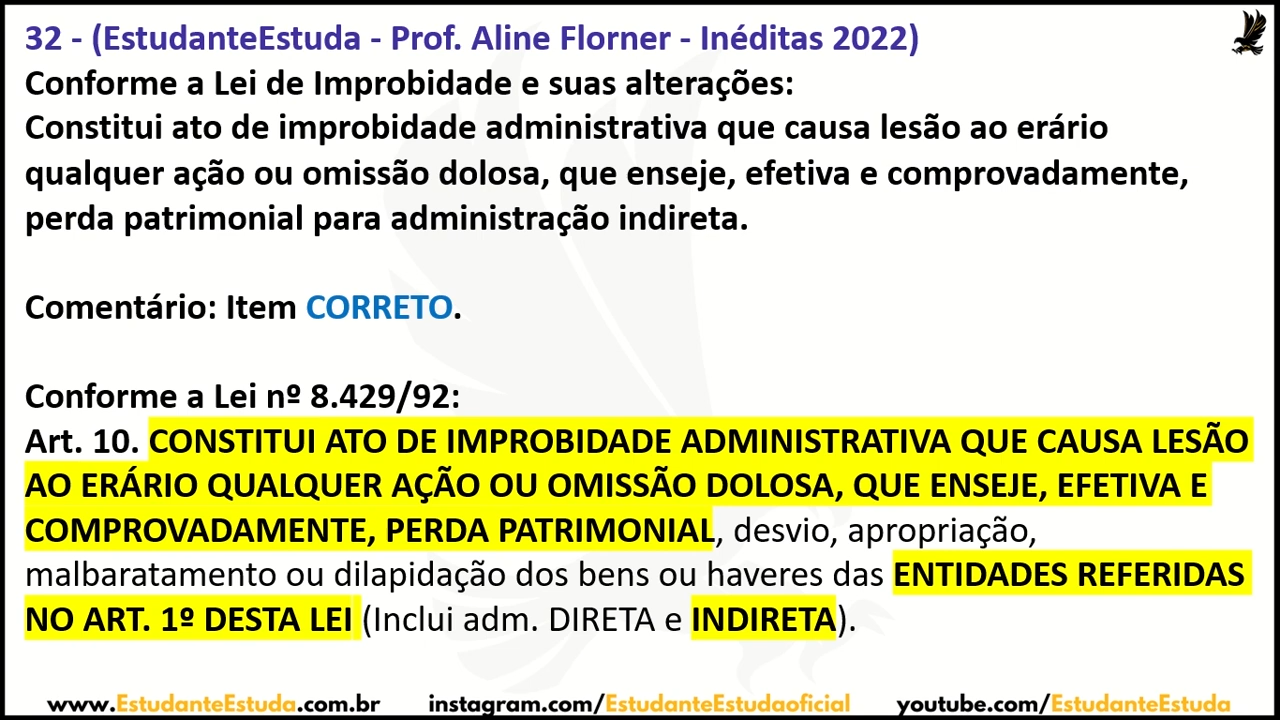 32 - (EstudanteEstuda - Prof. Aline Florner - Inéditas 2022)
Conforme a Lei de Improbidade e suas alterações:
Constitui ato de improbidade administrativa que causa lesão ao erário
qualquer ação ou omissão dolosa, que enseje, efetiva e comprovadamente,
perda patrimonial para administração indireta.
Comentário: Item CORRETO.
Conforme a Lei nº 8.429/92:
Art. 10. CONSTITUI ATO DE IMPROBIDADE ADMINISTRATIVA QUE CAUSA LESÃO
AO ERÁRIO QUALQUER AÇÃO OU OMISSÃO DOLOSA, QUE ENSEJE, EFETIVA E
COMPROVADAMENTE, PERDA PATRIMONIAL, desvio, apropriação,
malbaratamento ou dilapidação dos bens ou haveres das ENTIDADES REFERIDAS
NO ART. 1º DESTA LEI (Inclui adm. DIRETA e INDIRETA).
www.EstudanteEstuda.com.br instagram.com/EstudanteEstudaoficial youtube.com/EstudanteEstuda